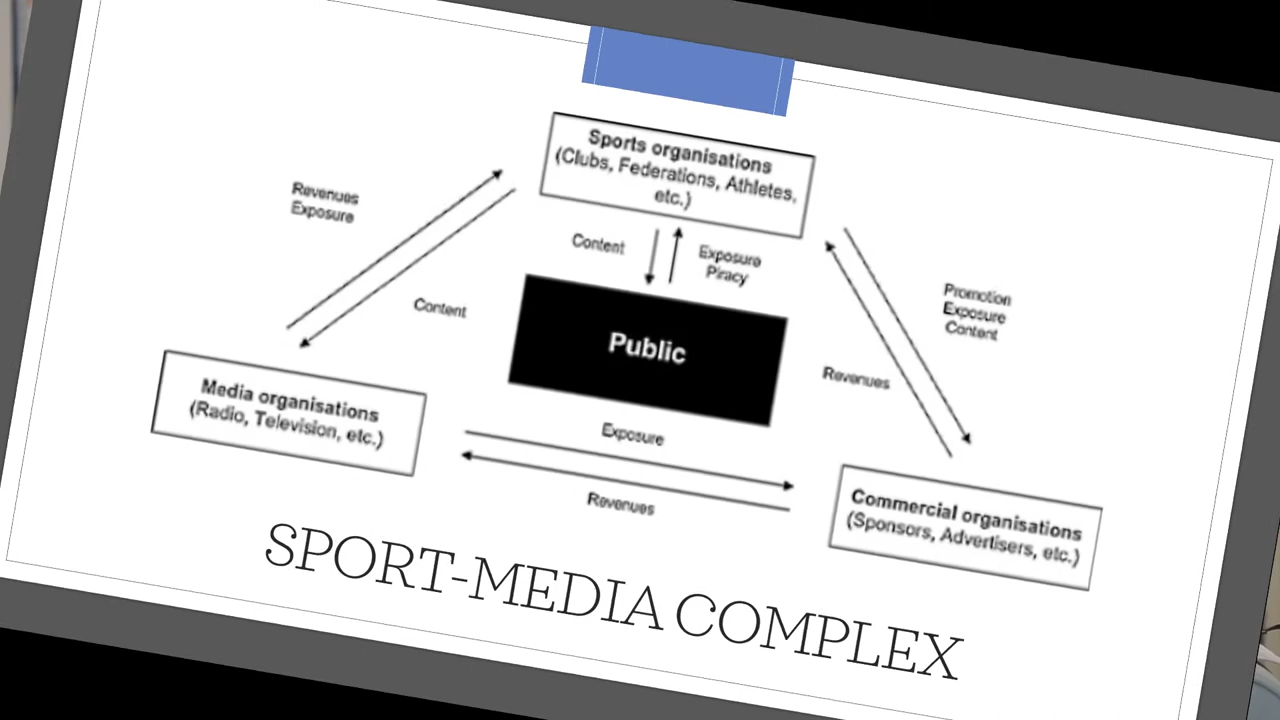 Sports organisations
(Clubs, Federations, Athletes,
etc.)
Revenues
Exposure
Content
Exposure
Piracy
Promotion
Exposure
Content
Content
Public
Revenues
Media organisations
(Radio, Television, etc.)
Exposure
Revenues
Commercial organisations
(Sponsors, Advertisers, etc.)
SPORT-MEDIA COMPLEX